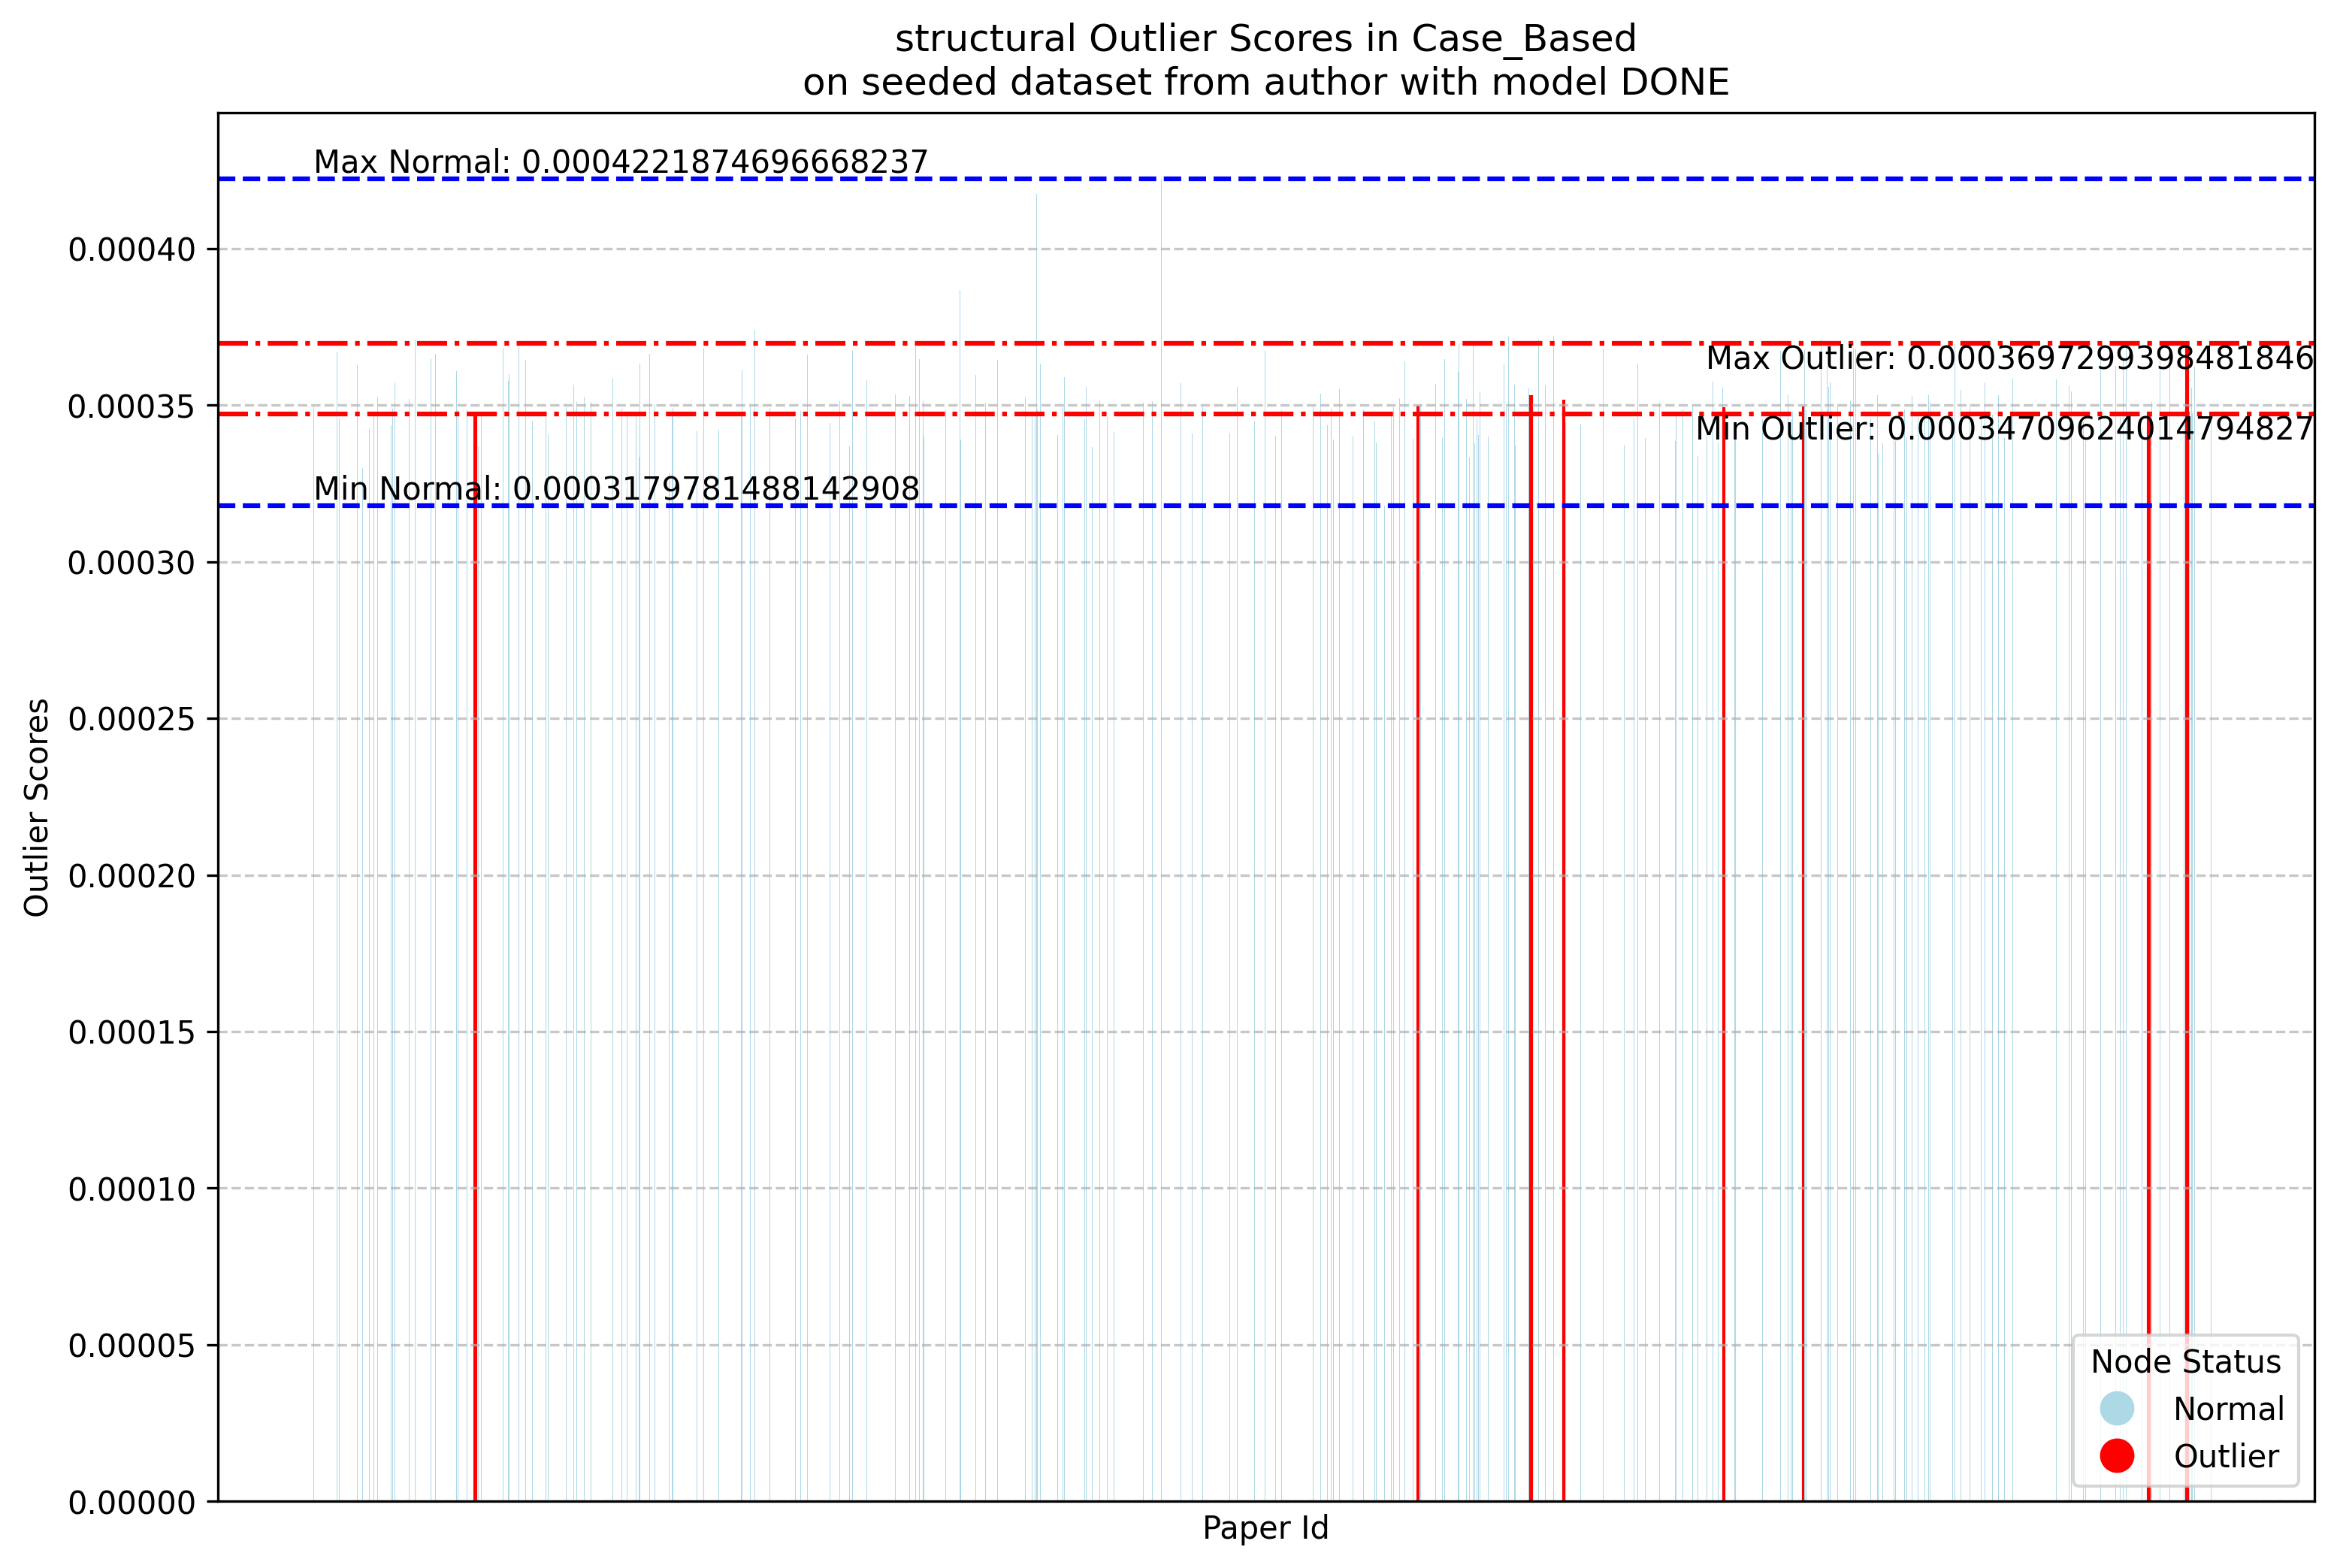 structural Outlier Scores in Case_Based
on seeded dataset from author with model DONE
Max Normal: 0.0004221874696668237
0.00040
Max Outlier: 0.0003697299398481846
0.00035
Min Outlier: 0.00034709624014794827
Min Normal: 0.0003179781488142908
0.00030
0.00025
Outlier Scores
0.00020
0.00015
0.00010
0.00005
Node Status
Normal
Outlier
0.00000
Paper Id